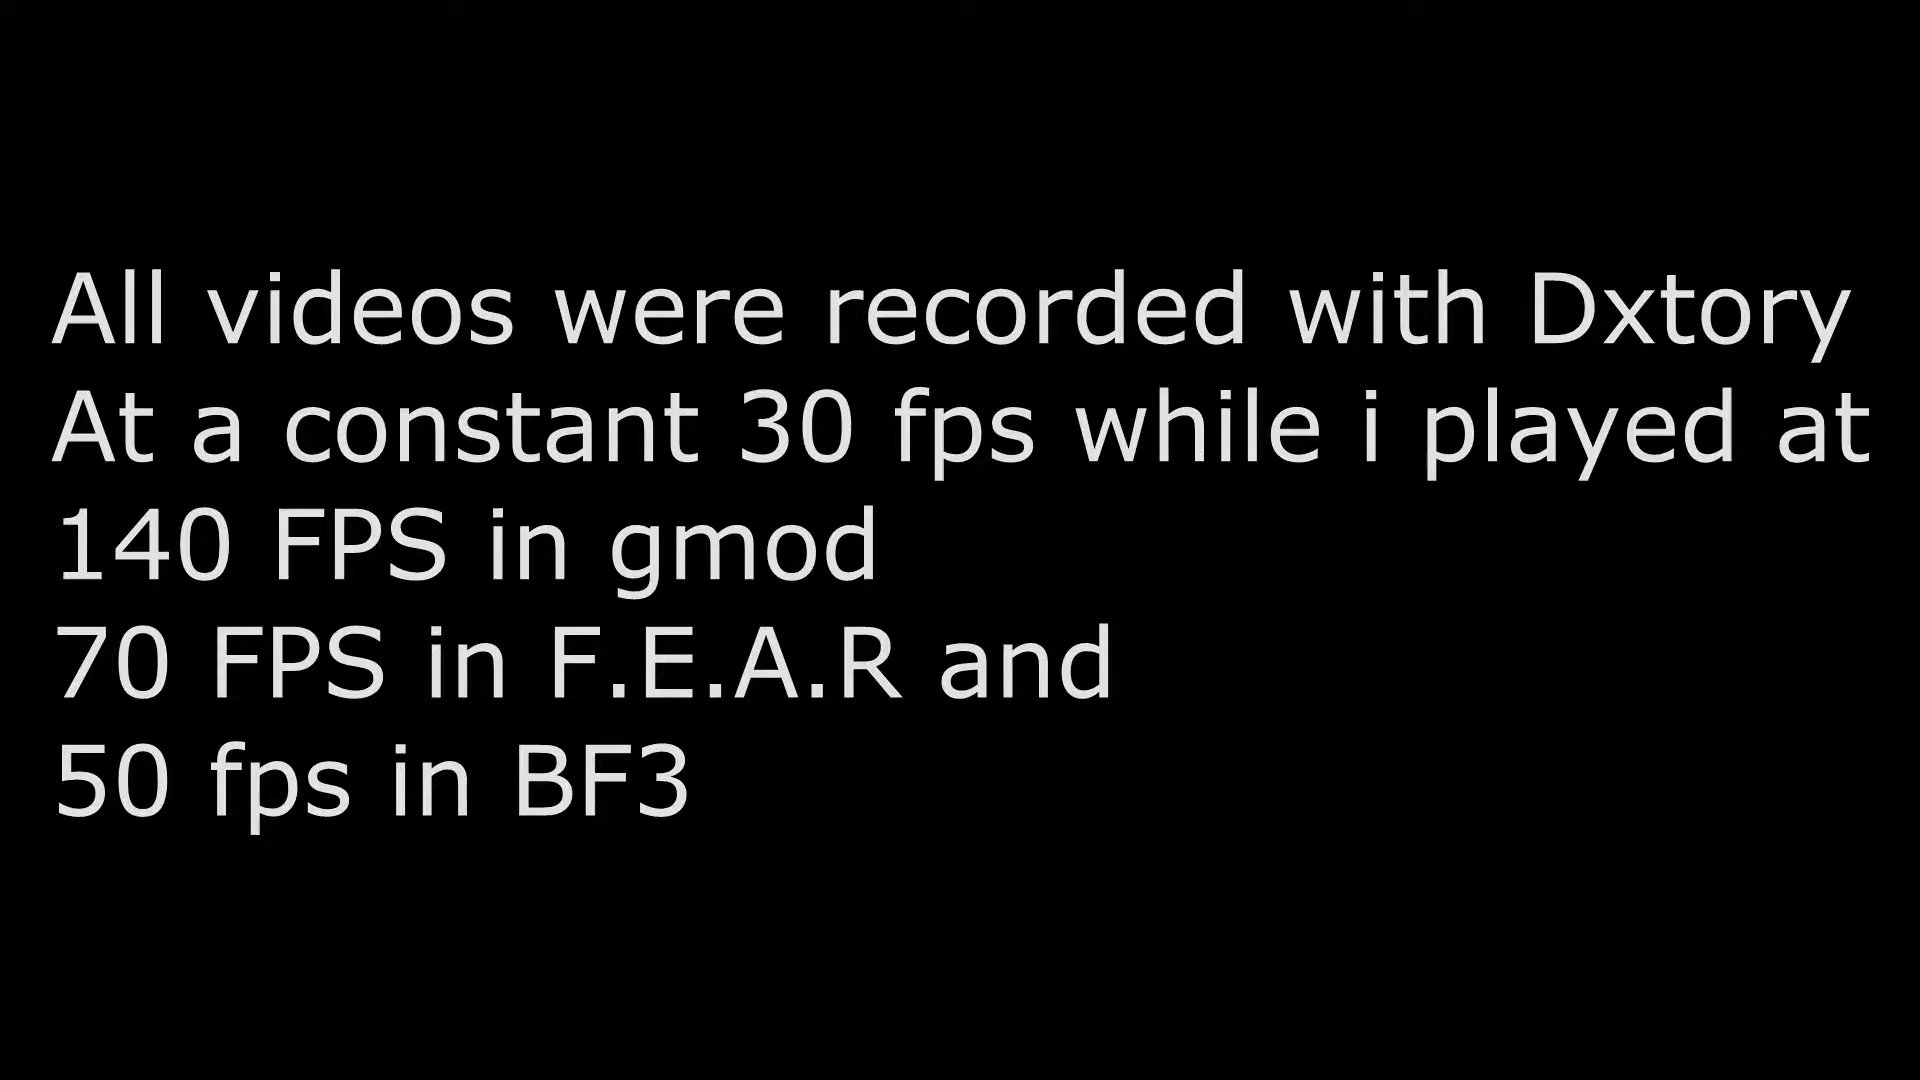 All videos were recorded with Dxtory
At a constant 30 fps while i played at
140 FPS in gmod
70 FPS in F.E.A.R and
50 fps in BF3